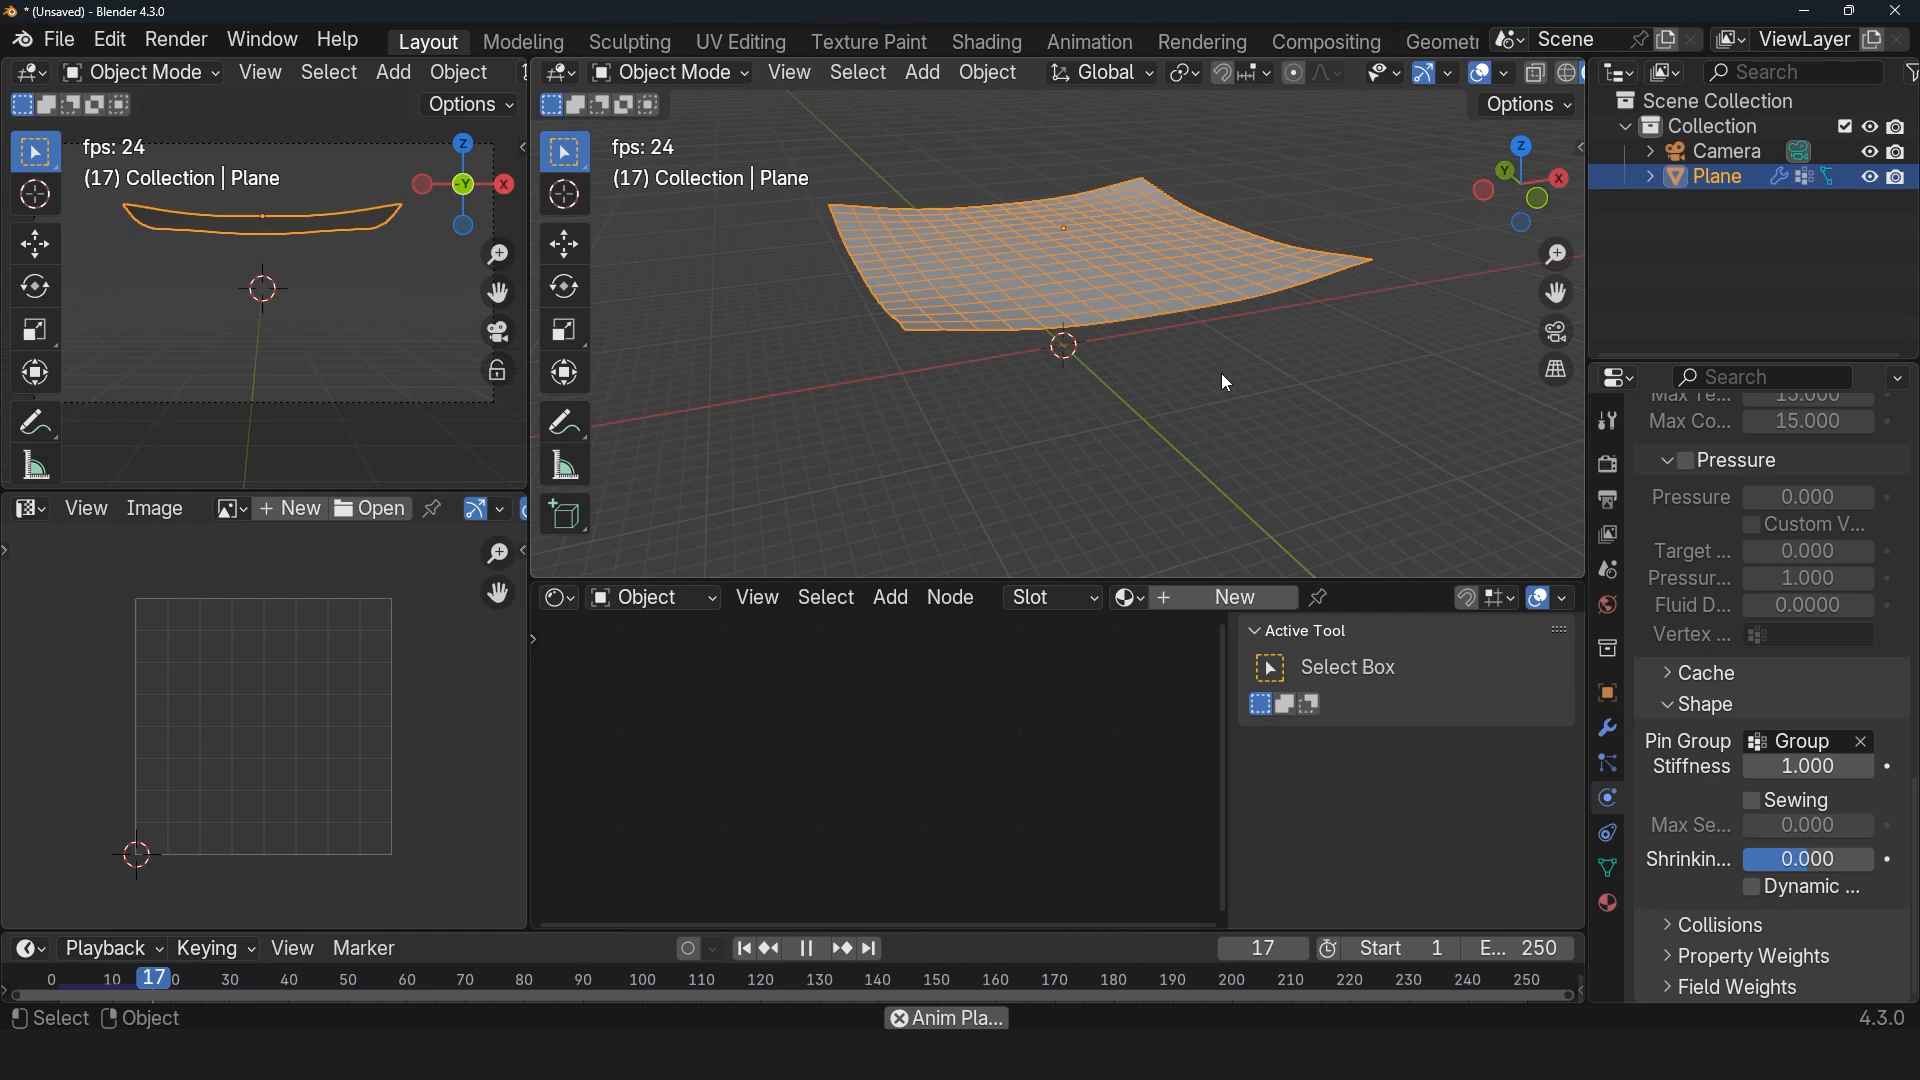 * (Unsaved) - Blender 4.3.0
File Edit Render Window Help Layout Modeling Sculpting UV Editing Texture Paint Shading Animation Rendering Compositing Geometr Scene ViewLayer
Object Mode View Select Add Object
Options
fps: 24
(17) Collection | Plane
Z
-Y
X
Object Mode View Select Add Object Global
Options
fps: 24
(17) Collection | Plane
Z
Y
X
Search
Scene Collection
Collection
Camera
Plane
Search
Max Te... 15.000
Max Co... 15.000
Pressure
Pressure 0.000
Custom V...
Target ... 0.000
Pressur... 1.000
Fluid D... 0.0000
Vertex ...
Cache
Shape
Pin Group Group
Stiffness 1.000
Sewing
Max Se... 0.000
Shrinkin... 0.000
Dynamic ...
Collisions
Property Weights
Field Weights
View Image + New Open
Object View Select Add Node Slot + New
Active Tool
Select Box
Playback Keying View Marker 17 Start 1 E... 250
0 10 17 0 30 40 50 60 70 80 90 100 110 120 130 140 150 160 170 180 190 200 210 220 230 240 250
Select Object Anim Pla... 4.3.0